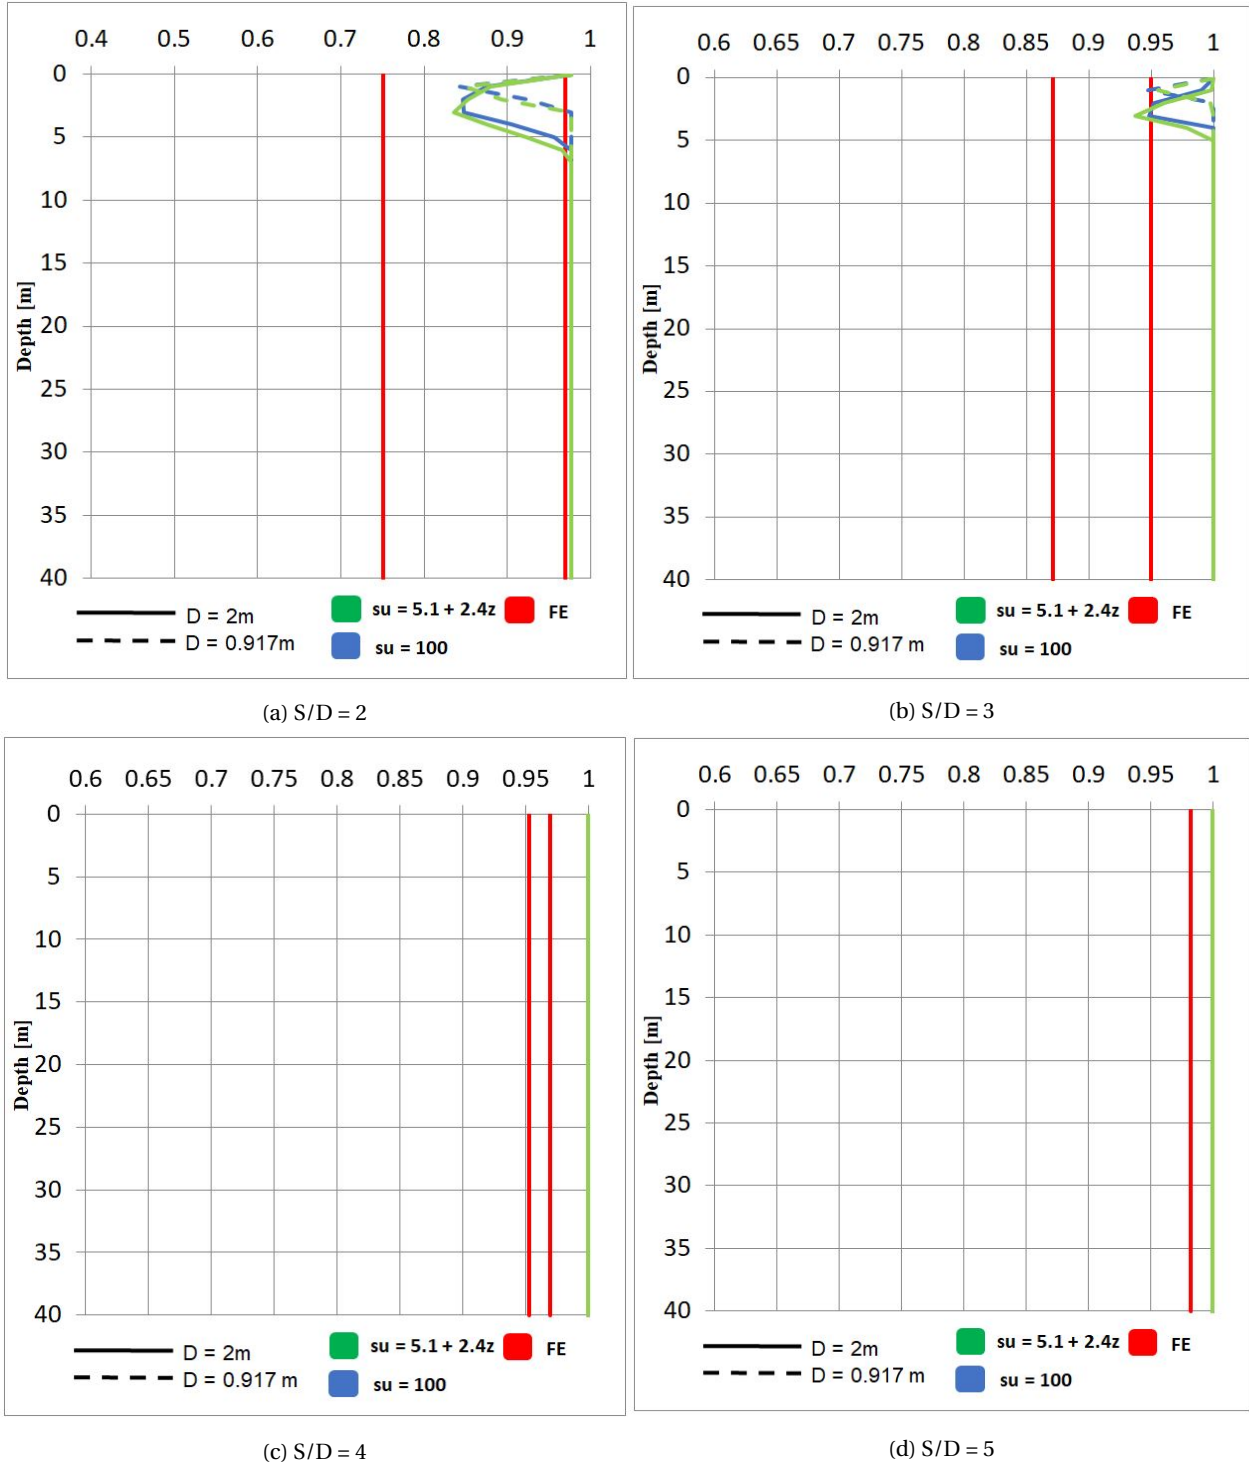 0.4 0.5 0.6 0.7 0.8 0.9 1
0
5
10
15
20
25
30
35
40
Depth [m]
D = 2m
D = 0.917m
su = 5.1 + 2.4z
su = 100
FE
(a) S/D = 2
0.6 0.65 0.7 0.75 0.8 0.85 0.9 0.95 1
0
5
10
15
20
25
30
35
40
Depth [m]
D = 2m
D = 0.917 m
su = 5.1 + 2.4z
su = 100
FE
(b) S/D = 3
0.6 0.65 0.7 0.75 0.8 0.85 0.9 0.95 1
0
5
10
15
20
25
30
35
40
Depth [m]
D = 2m
D = 0.917 m
su = 5.1 + 2.4z
su = 100
FE
(c) S/D = 4
0.6 0.65 0.7 0.75 0.8 0.85 0.9 0.95 1
0
5
10
15
20
25
30
35
40
Depth [m]
D = 2m
D = 0.917 m
su = 5.1 + 2.4z
su = 100
FE
(d) S/D = 5